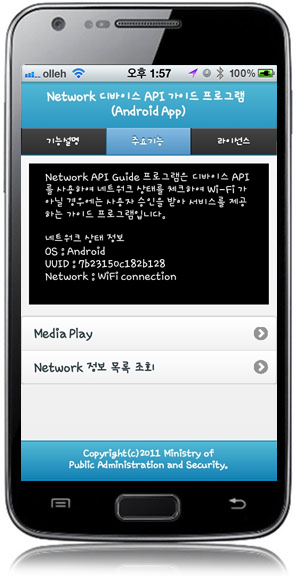 olleh 오후 1:57 100%
Network 디바이스 API 가이드 프로그램
(Android App)
기능설명 주요기능 라이선스
Network API Guide 프로그램은 디바이스 API
를 사용하여 네트워크 상태를 체크하여 Wi-Fi 가
아닐 경우에는 사용자 승인을 받아 서비스를 제공
하는 가이드 프로그램입니다.
네트워크 상태 정보
OS : Android
UUID : 7b23150c182b128
Network : WiFi connection
Media Play
Network 정보 목록 조회
Copyright(c)2011 Ministry of
Public Administration and Security.